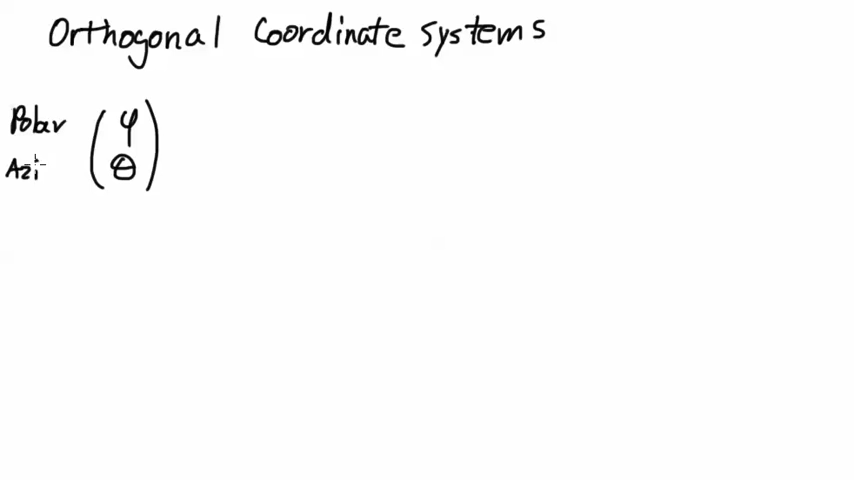 Orthogonal Coordinate systems
Polar ( φ
Azi θ )